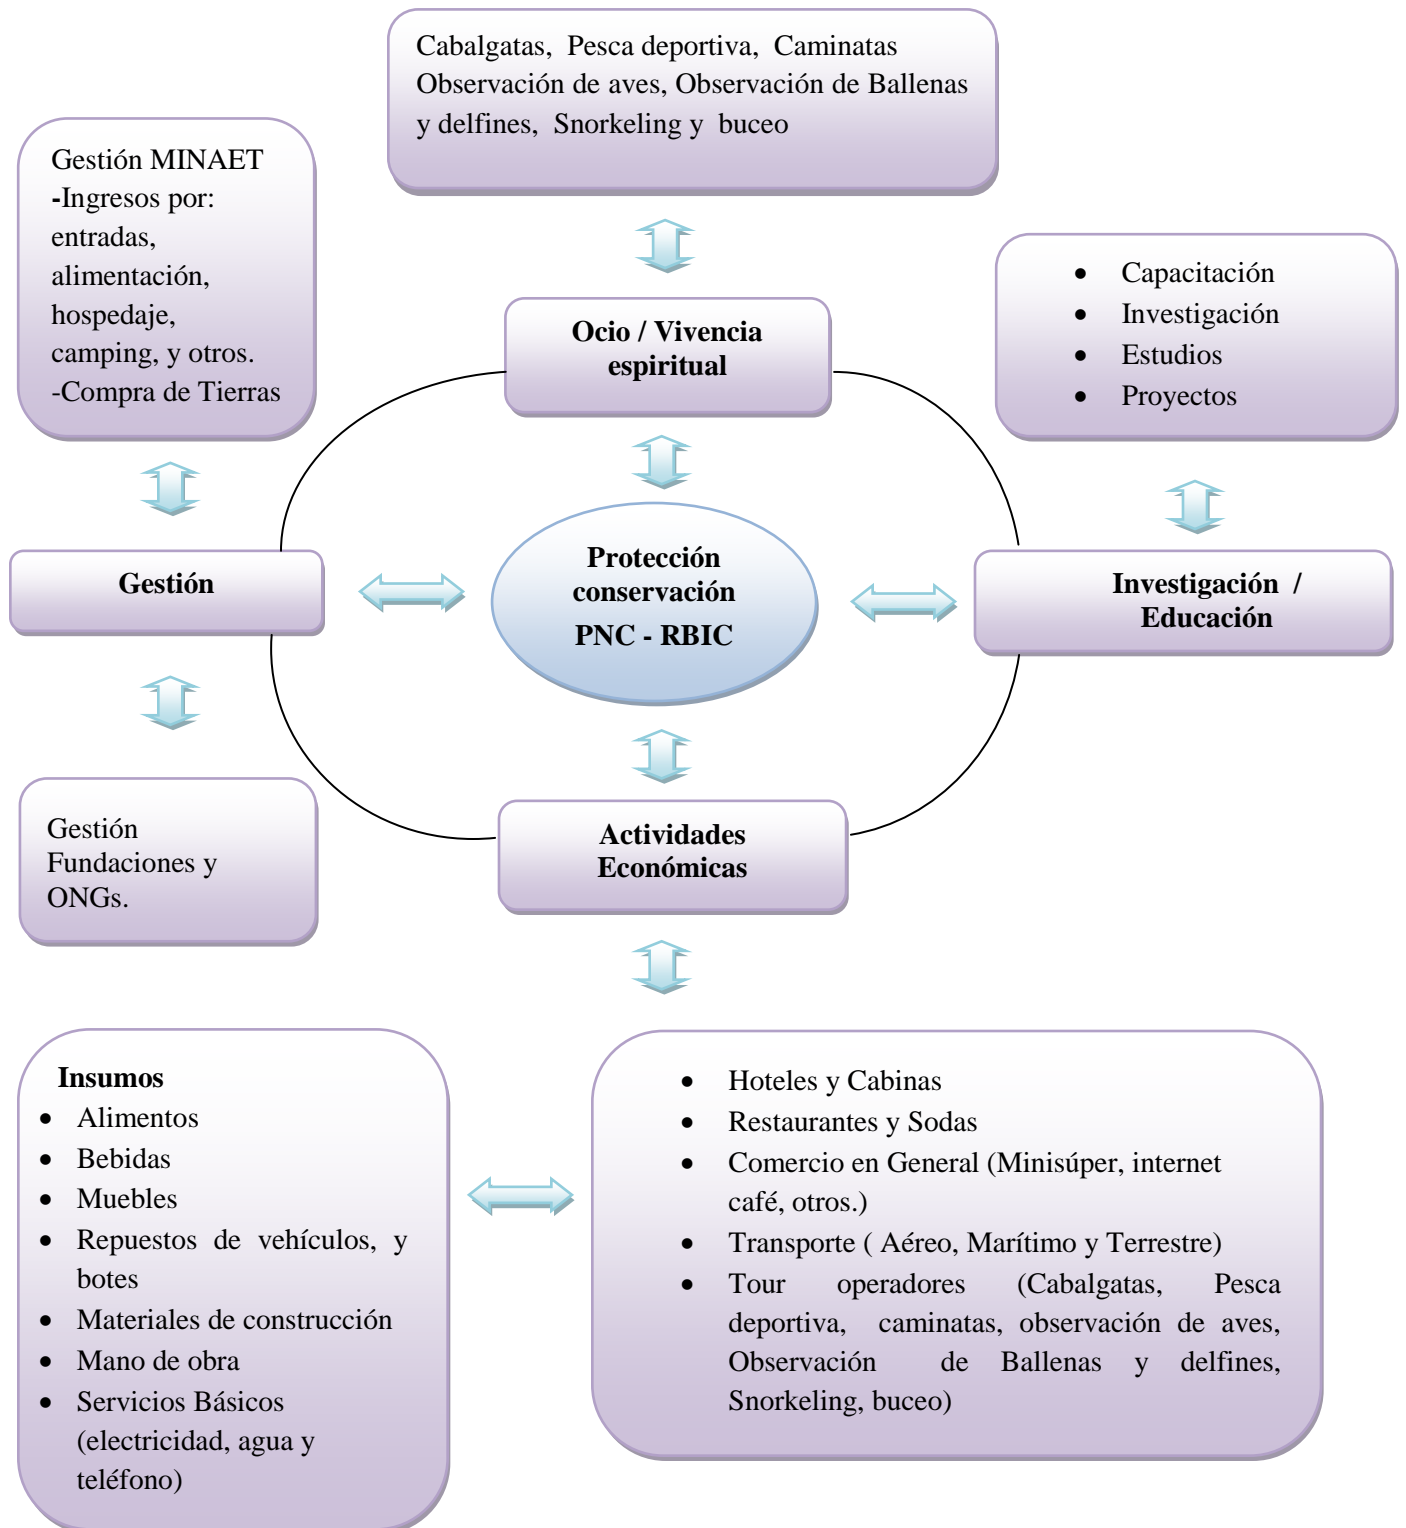 Cabalgatas, Pesca deportiva, Caminatas
Observación de aves, Observación de Ballenas
y delfines, Snorkeling y buceo
Gestión MINAET
-Ingresos por:
entradas,
alimentación,
hospedaje,
camping, y otros.
-Compra de Tierras
• Capacitación
• Investigación
• Estudios
• Proyectos
Ocio / Vivencia
espiritual
Gestión
Protección
conservación
PNC - RBIC
Investigación /
Educación
Gestión
Fundaciones y
ONGs.
Actividades
Económicas
Insumos
• Alimentos
• Bebidas
• Muebles
• Repuestos de vehículos, y
botes
• Materiales de construcción
• Mano de obra
• Servicios Básicos
(electricidad, agua y
teléfono)
• Hoteles y Cabinas
• Restaurantes y Sodas
• Comercio en General (Minisúper, internet
café, otros.)
• Transporte ( Aéreo, Marítimo y Terrestre)
• Tour operadores (Cabalgatas, Pesca
deportiva, caminatas, observación de aves,
Observación de Ballenas y delfines,
Snorkeling, buceo)